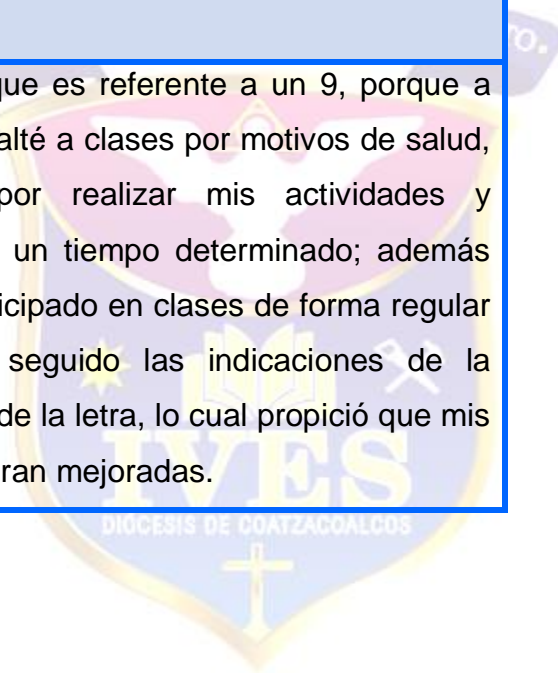 TO.
que es referente a un 9, porque a
alté a clases por motivos de salud,
por realizar mis actividades y
un tiempo determinado; además
icipado en clases de forma regular
seguido las indicaciones de la
de la letra, lo cual propició que mis
ran mejoradas.
IVES
DIÓCESIS DE COATZACOALCOS